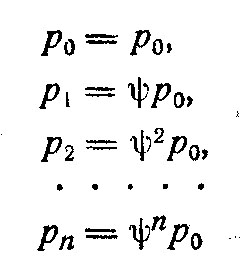 p₀ = p₀,
p₁ = ψp₀,
p₂ = ψ²p₀,
. . . . .
pₙ = ψⁿp₀